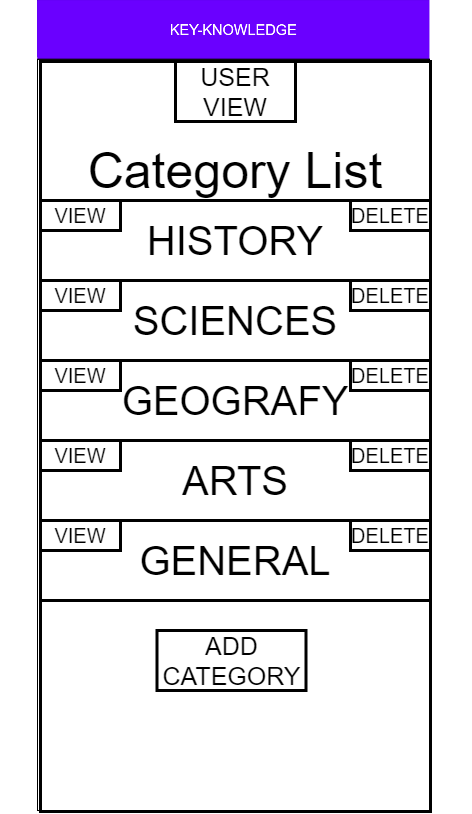 KEY-KNOWLEDGE
USER
VIEW
Category List
VIEW
DELETE
HISTORY
VIEW
DELETE
SCIENCES
VIEW
DELETE
GEOGRAFY
VIEW
DELETE
ARTS
VIEW
DELETE
GENERAL
ADD
CATEGORY